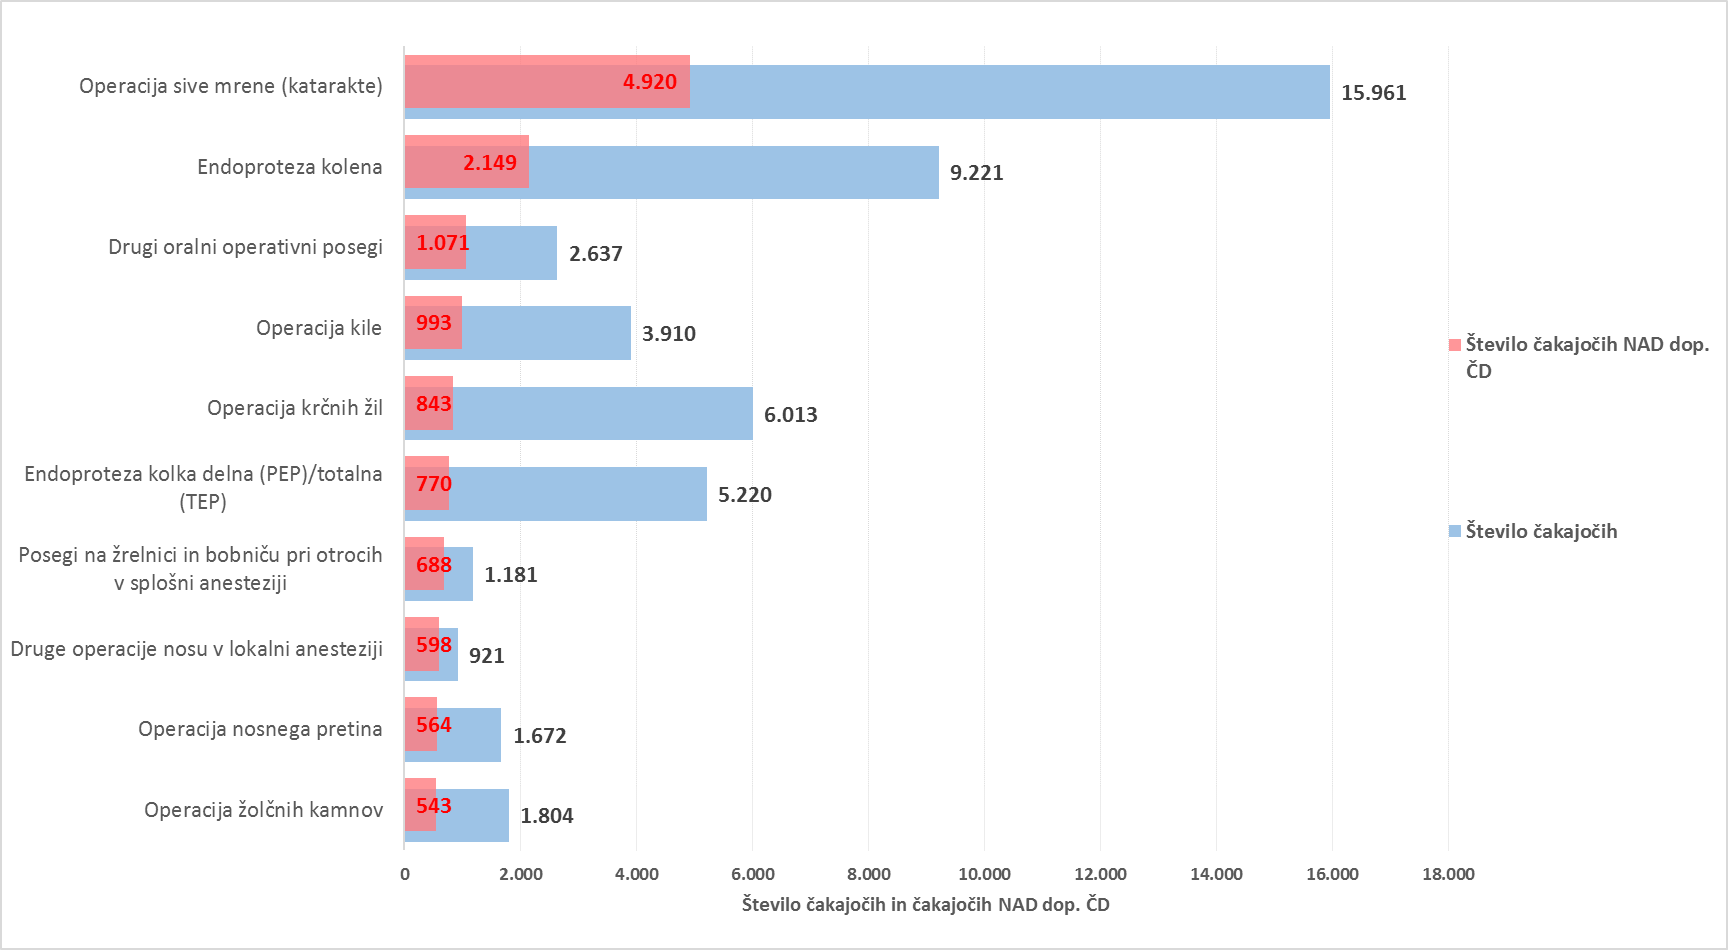 Operacija sive mrene (katarakte)
4.920
15.961
Endoproteza kolena
2.149
9.221
Drugi oralni operativni posegi
1.071
2.637
Operacija kile
993
3.910
Operacija krčnih žil
843
6.013
Endoproteza kolka delna (PEP)/totalna
(TEP)
770
5.220
Posegi na žrelnici in bobniču pri otrocih
v splošni anesteziji
688
1.181
Druge operacije nosu v lokalni anesteziji
598
921
Operacija nosnega pretina
564
1.672
Operacija žolčnih kamnov
543
1.804
0 2.000 4.000 6.000 8.000 10.000 12.000 14.000 16.000 18.000
Število čakajočih in čakajočih NAD dop. ČD
Število čakajočih NAD dop.
ČD
Število čakajočih